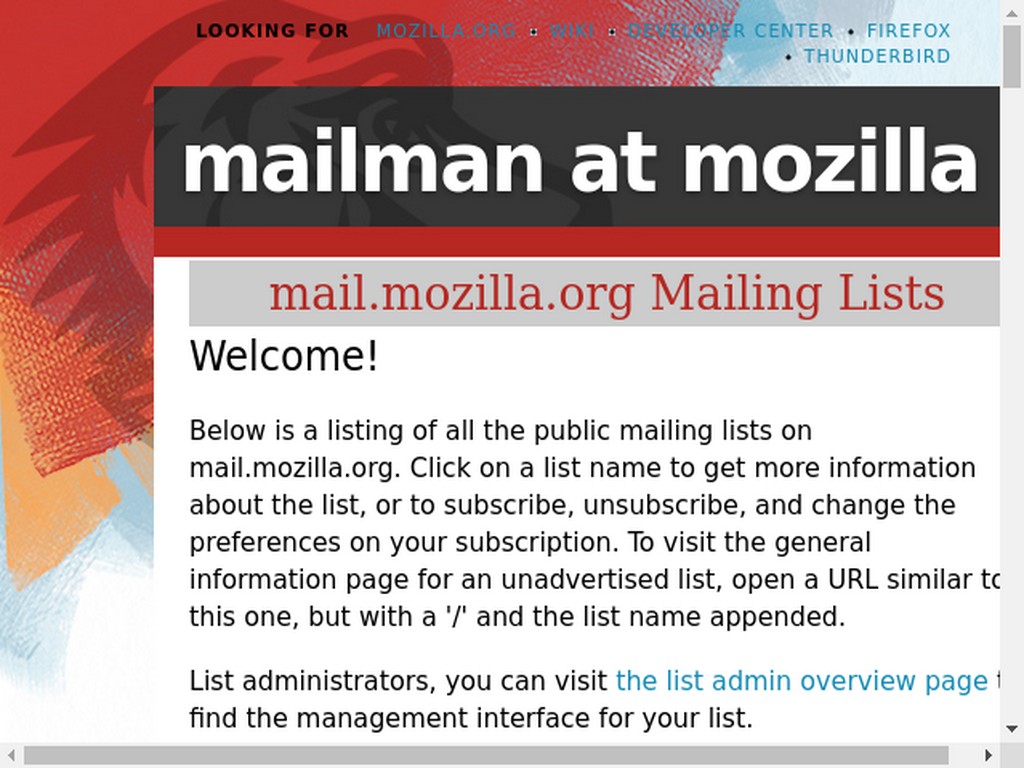 LOOKING FOR MOZILLA.ORG • WIKI • DEVELOPER CENTER • FIREFOX
• THUNDERBIRD
mailman at mozilla
mail.mozilla.org Mailing Lists
Welcome!
Below is a listing of all the public mailing lists on
mail.mozilla.org. Click on a list name to get more information
about the list, or to subscribe, unsubscribe, and change the
preferences on your subscription. To visit the general
information page for an unadvertised list, open a URL similar to
this one, but with a '/' and the list name appended.
List administrators, you can visit the list admin overview page
find the management interface for your list.